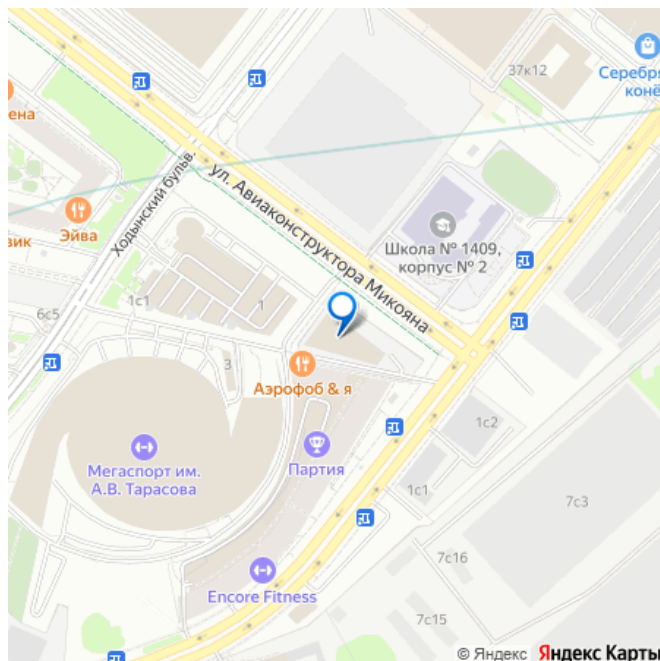 37к12
Серебря
конё
ена
ул. Авиаконструктора Микояна
Ходынский бульв.
Эйва
вик
Школа № 1409,
корпус № 2
1с1
1
6с5
3
Аэрофоб & я
Мегаспорт им.
А.В. Тарасова
Партия
1с2
1с1
7с3
7с16
Encore Fitness
7с15
© Яндекс Яндекс Карты